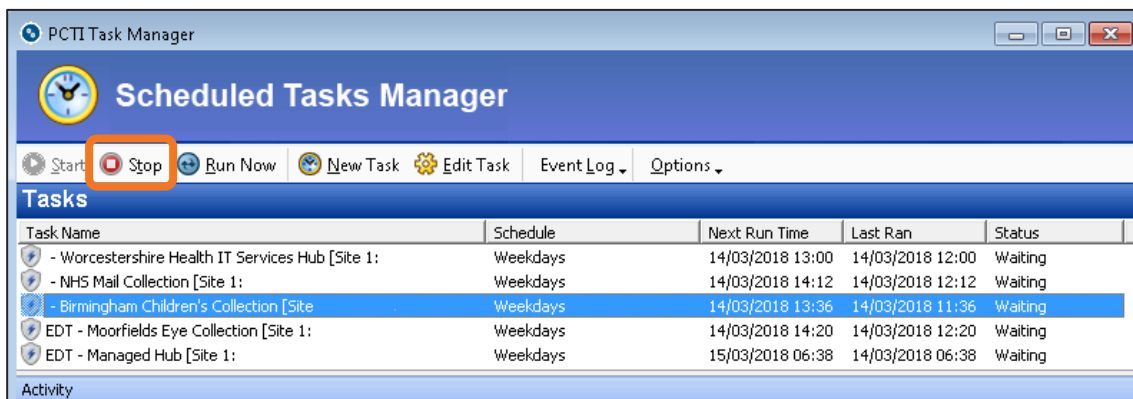 PCTI Task Manager
Scheduled Tasks Manager
Start Stop Run Now New Task Edit Task Event Log Options
Tasks
Task Name Schedule Next Run Time Last Ran Status
- Worcestershire Health IT Services Hub [Site 1: Weekdays 14/03/2018 13:00 14/03/2018 12:00 Waiting
- NHS Mail Collection [Site 1: Weekdays 14/03/2018 14:12 14/03/2018 12:12 Waiting
- Birmingham Children's Collection [Site Weekdays 14/03/2018 13:36 14/03/2018 11:36 Waiting
EDT - Moorfields Eye Collection [Site 1: Weekdays 14/03/2018 14:20 14/03/2018 12:20 Waiting
EDT - Managed Hub [Site 1: Weekdays 15/03/2018 06:38 14/03/2018 06:38 Waiting
Activity